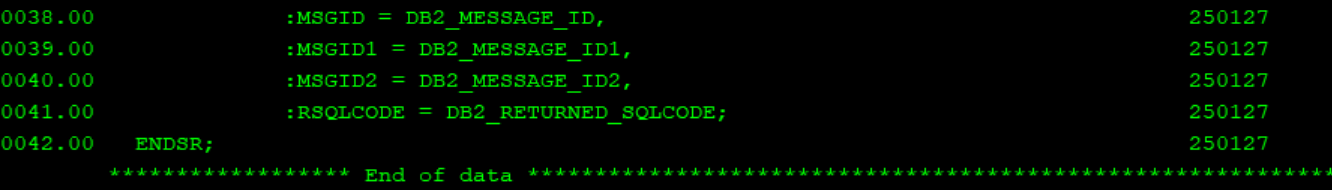 0038.00 :MSGID = DB2_MESSAGE_ID, 250127
0039.00 :MSGID1 = DB2_MESSAGE_ID1, 250127
0040.00 :MSGID2 = DB2_MESSAGE_ID2, 250127
0041.00 :RSQLCODE = DB2_RETURNED_SQLCODE; 250127
0042.00 ENDSR; 250127
****************** End of data ************************************************************